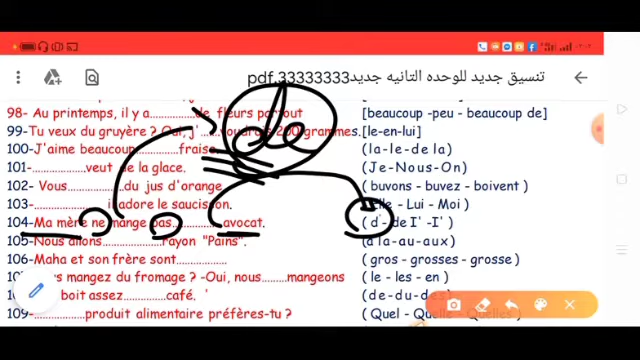 تنسيق جديد للوحده التانيه جديد33333333.pdf
98- Au printemps, il y a............de fleurs partout [beaucoup -peu - beaucoup de]
99-Tu veux du gruyère ? Oui, j'......voudrais 200 grammes. [le-en-lui]
100-J'aime beaucoup............fraise (la-le-de la)
101-............veut de la glace. (Je-Nous-On)
102- Vous............du jus d'orange (buvons - buvez - boivent)
103-............il adore le saucisson. - Lui - Moi )
104-Ma mère ne mange pas............avocat. ( d' - de l' -l' )
105-Nous allons............rayon "Pains". (à la-au-aux)
106-Maha et son frère sont............ (gros -grosses -grosse)
mangez du fromage ? -Oui, nous............mangeons ( le - les - en)
boit assez............café. (de-du-des)
109-............produit alimentaire préfères-tu ? ( Quel - Quelle - Quelles
de